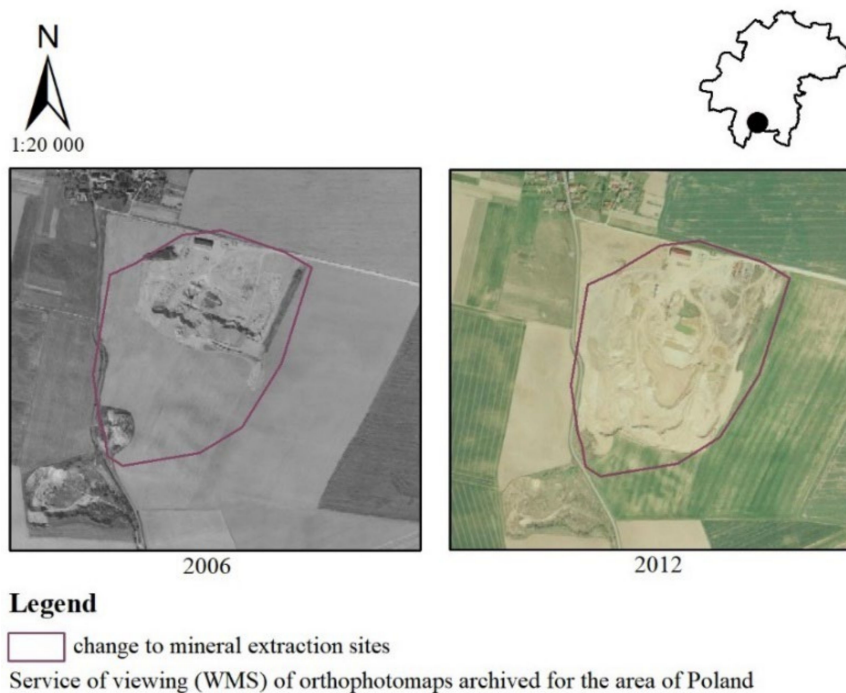 N
1:20 000
2006
2012
Legend
change to mineral extraction sites
Service of viewing (WMS) of orthophotomaps archived for the area of Poland